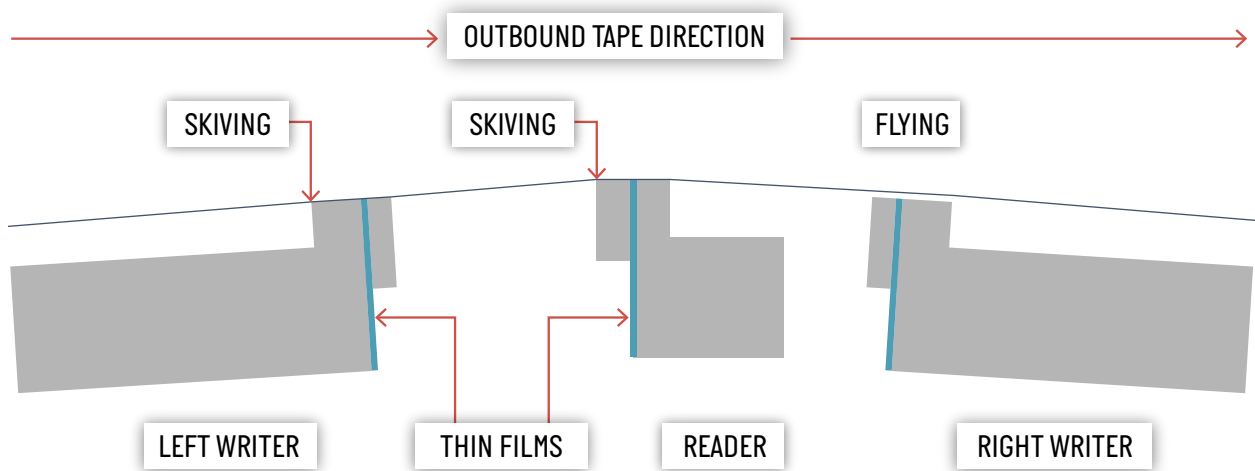 OUTBOUND TAPE DIRECTION
SKIVING
SKIVING
FLYING
LEFT WRITER
THIN FILMS
READER
RIGHT WRITER